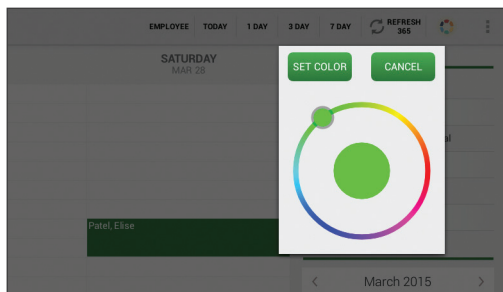 EMPLOYEE TODAY 1 DAY 3 DAY 7 DAY REFRESH
365
SATURDAY
MAR 28
SET COLOR CANCEL
al
Patel, Elise
March 2015